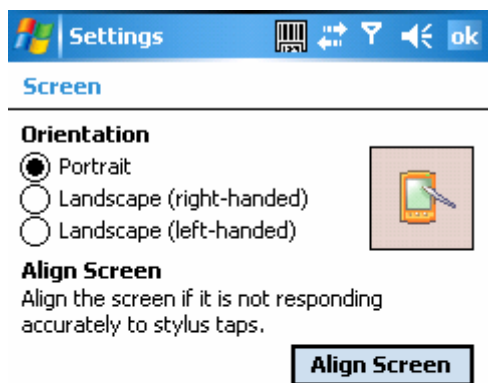 Settings
ok
Screen
Orientation
Portrait
Landscape (right-handed)
Landscape (left-handed)
Align Screen
Align the screen if it is not responding
accurately to stylus taps.
Align Screen